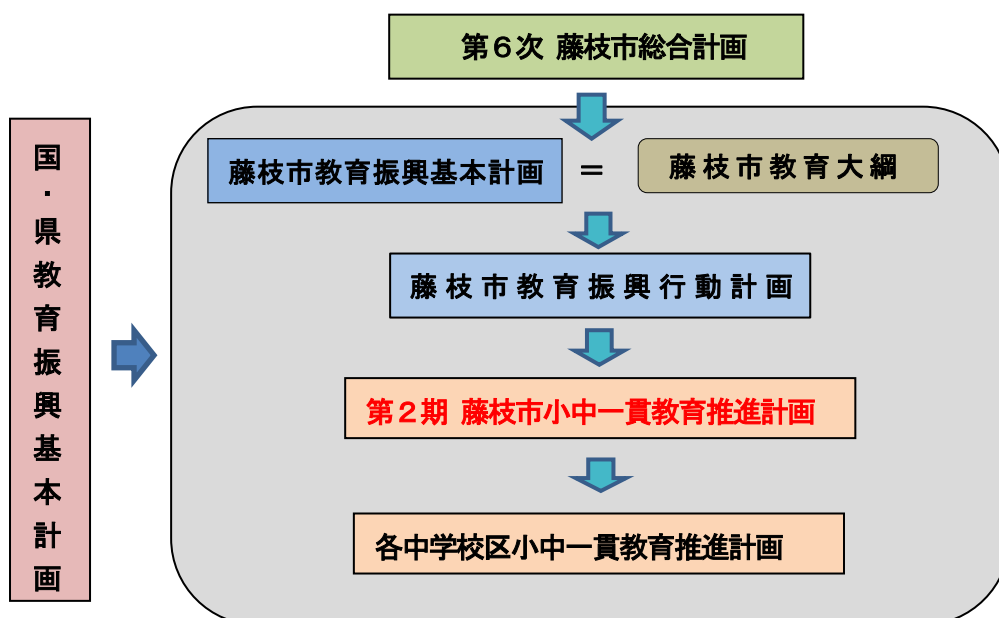 第６次 藤枝市総合計画
国・県教育振興基本計画
藤枝市教育振興基本計画 ＝ 藤枝市教育大綱
藤枝市教育振興行動計画
第２期 藤枝市小中一貫教育推進計画
各中学校区小中一貫教育推進計画